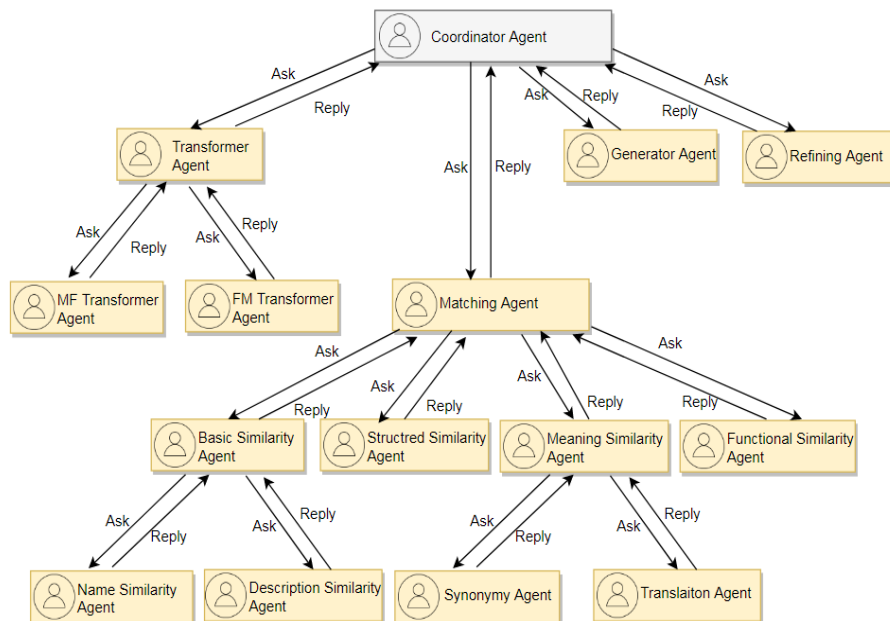 Coordinator Agent
Ask
Reply
Ask
Reply
Ask
Reply
Ask
Reply
Transformer
Agent
Generator Agent
Refining Agent
Ask
Reply
Ask
Reply
MF Transformer
Agent
FM Transformer
Agent
Matching Agent
Ask
Reply
Ask
Reply
Ask
Reply
Ask
Reply
Basic Similarity
Agent
Structred Similarity
Agent
Meaning Similarity
Agent
Functional Similarity
Agent
Ask
Reply
Ask
Reply
Ask
Reply
Ask
Reply
Name Similarity
Agent
Description Similarity
Agent
Synonymy Agent
Translaiton Agent